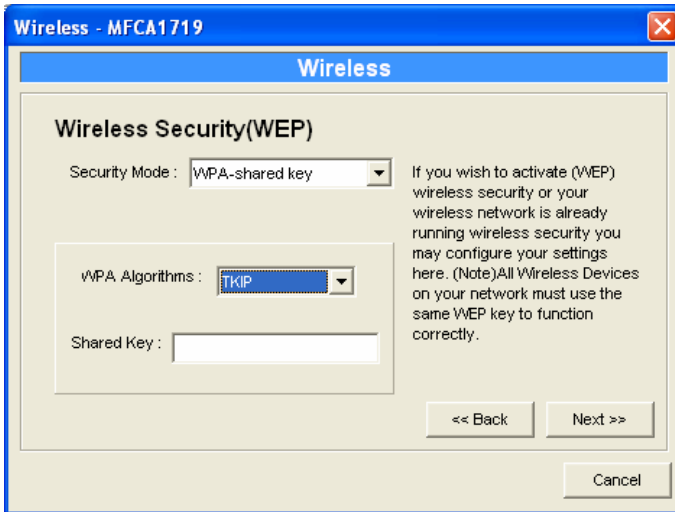 Wireless - MFCA1719
Wireless
Wireless Security(WEP)
Security Mode : WPA-shared key
If you wish to activate (WEP)
wireless security or your
wireless network is already
running wireless security you
may configure your settings
here. (Note)All Wireless Devices
on your network must use the
same WEP key to function
correctly.
WPA Algorithms : TKIP
Shared Key :
<< Back
Next >>
Cancel